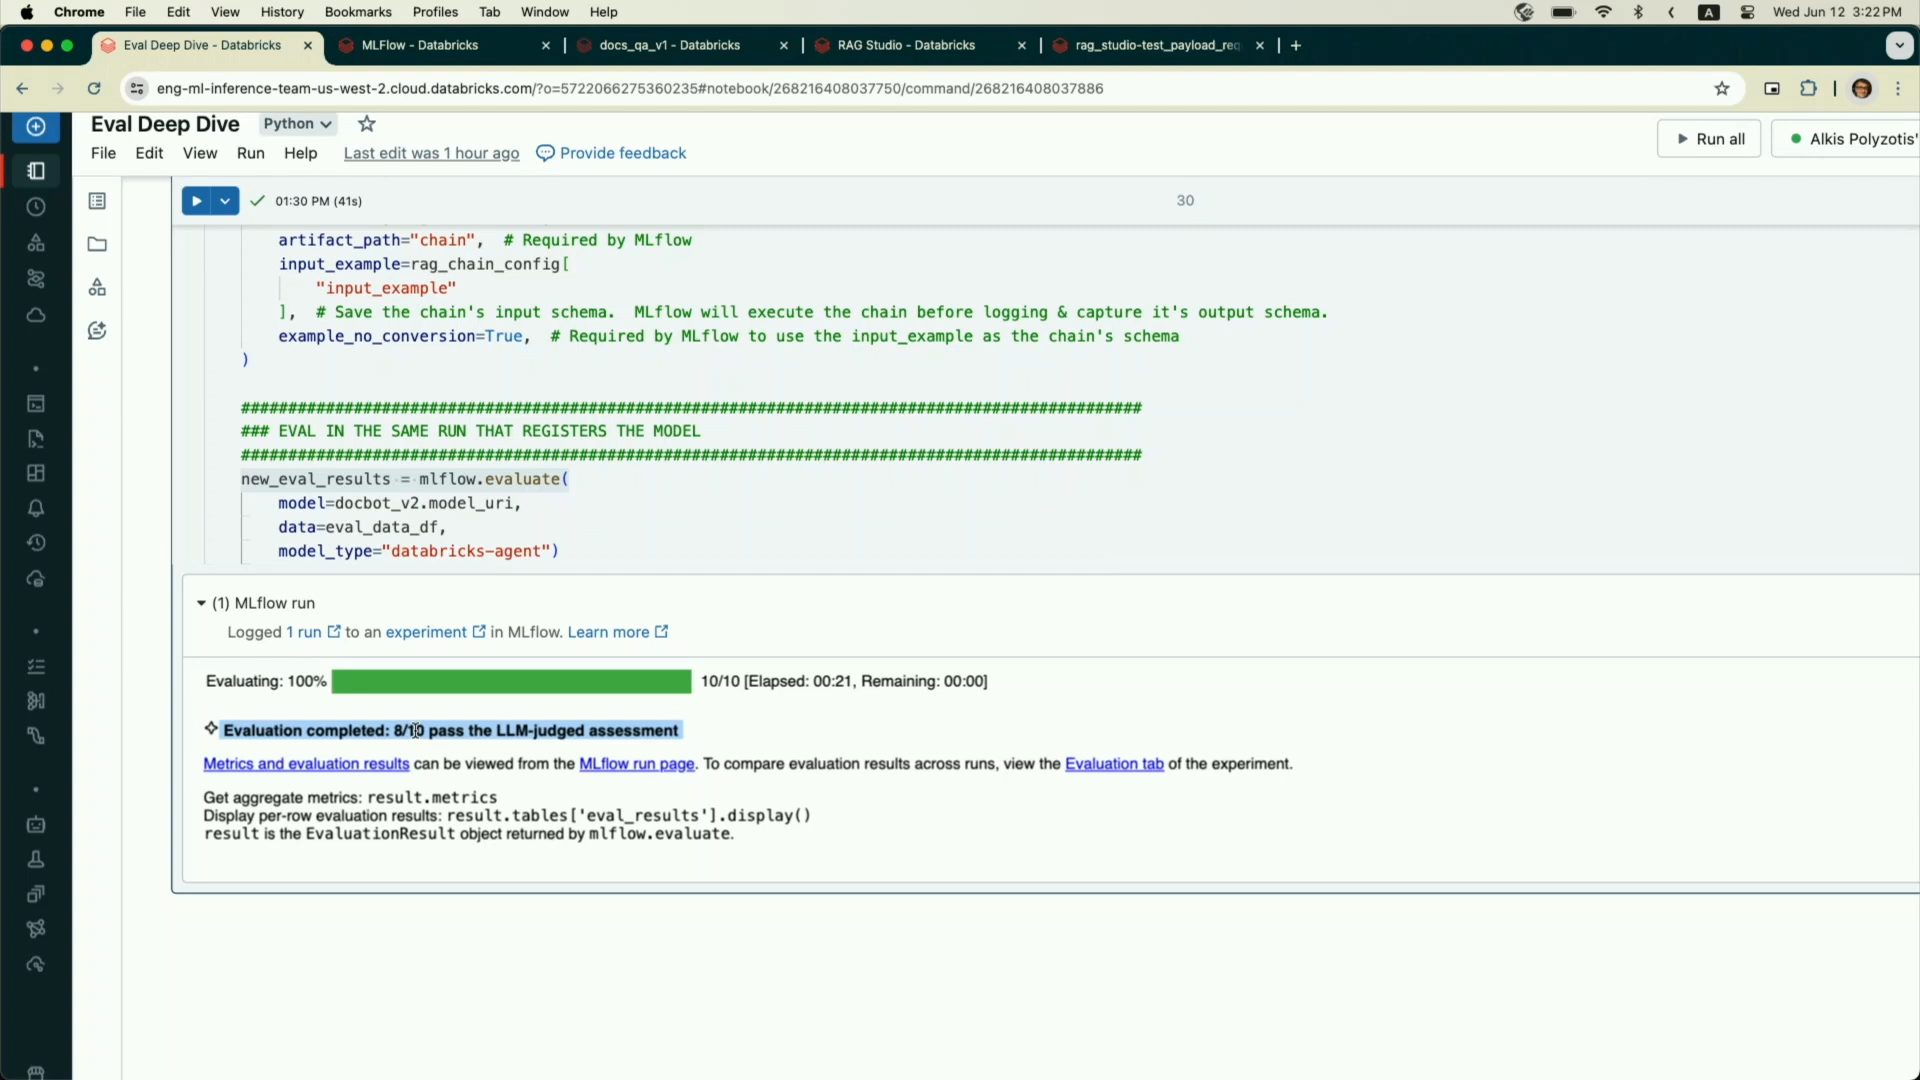 Chrome File Edit View History Bookmarks Profiles Tab Window Help A Wed Jun 12 3:22 PM
Eval Deep Dive - Databricks MLFlow - Databricks docs_qa_v1 - Databricks RAG Studio - Databricks rag_studio-test_payload_req
eng-ml-inference-team-us-west-2.cloud.databricks.com/?o=5722066275360235#notebook/268216408037750/command/268216408037886
Eval Deep Dive Python
File Edit View Run Help Last edit was 1 hour ago Provide feedback
Run all Alkis Polyzotis'
01:30 PM (41s) 30
artifact_path="chain", # Required by MLflow
input_example=rag_chain_config[
"input_example"
], # Save the chain's input schema. MLflow will execute the chain before logging & capture it's output schema.
example_no_conversion=True, # Required by MLflow to use the input_example as the chain's schema
)
################################################################################################
### EVAL IN THE SAME RUN THAT REGISTERS THE MODEL
################################################################################################
new_eval_results = mlflow.evaluate(
model=docbot_v2.model_uri,
data=eval_data_df,
model_type="databricks-agent")
(1) MLflow run
Logged 1 run to an experiment in MLflow. Learn more
Evaluating: 100% 10/10 [Elapsed: 00:21, Remaining: 00:00]
Evaluation completed: 8/10 pass the LLM-judged assessment
Metrics and evaluation results can be viewed from the MLflow run page. To compare evaluation results across runs, view the Evaluation tab of the experiment.
Get aggregate metrics: result.metrics
Display per-row evaluation results: result.tables['eval_results'].display()
result is the EvaluationResult object returned by mlflow.evaluate.